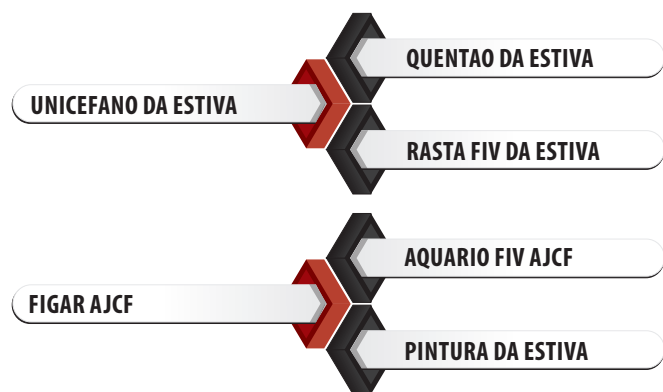 QUENTAO DA ESTIVA
UNICEFANO DA ESTIVA
RASTA FIV DA ESTIVA
AQUARIO FIV AJCF
FIGAR AJCF
PINTURA DA ESTIVA